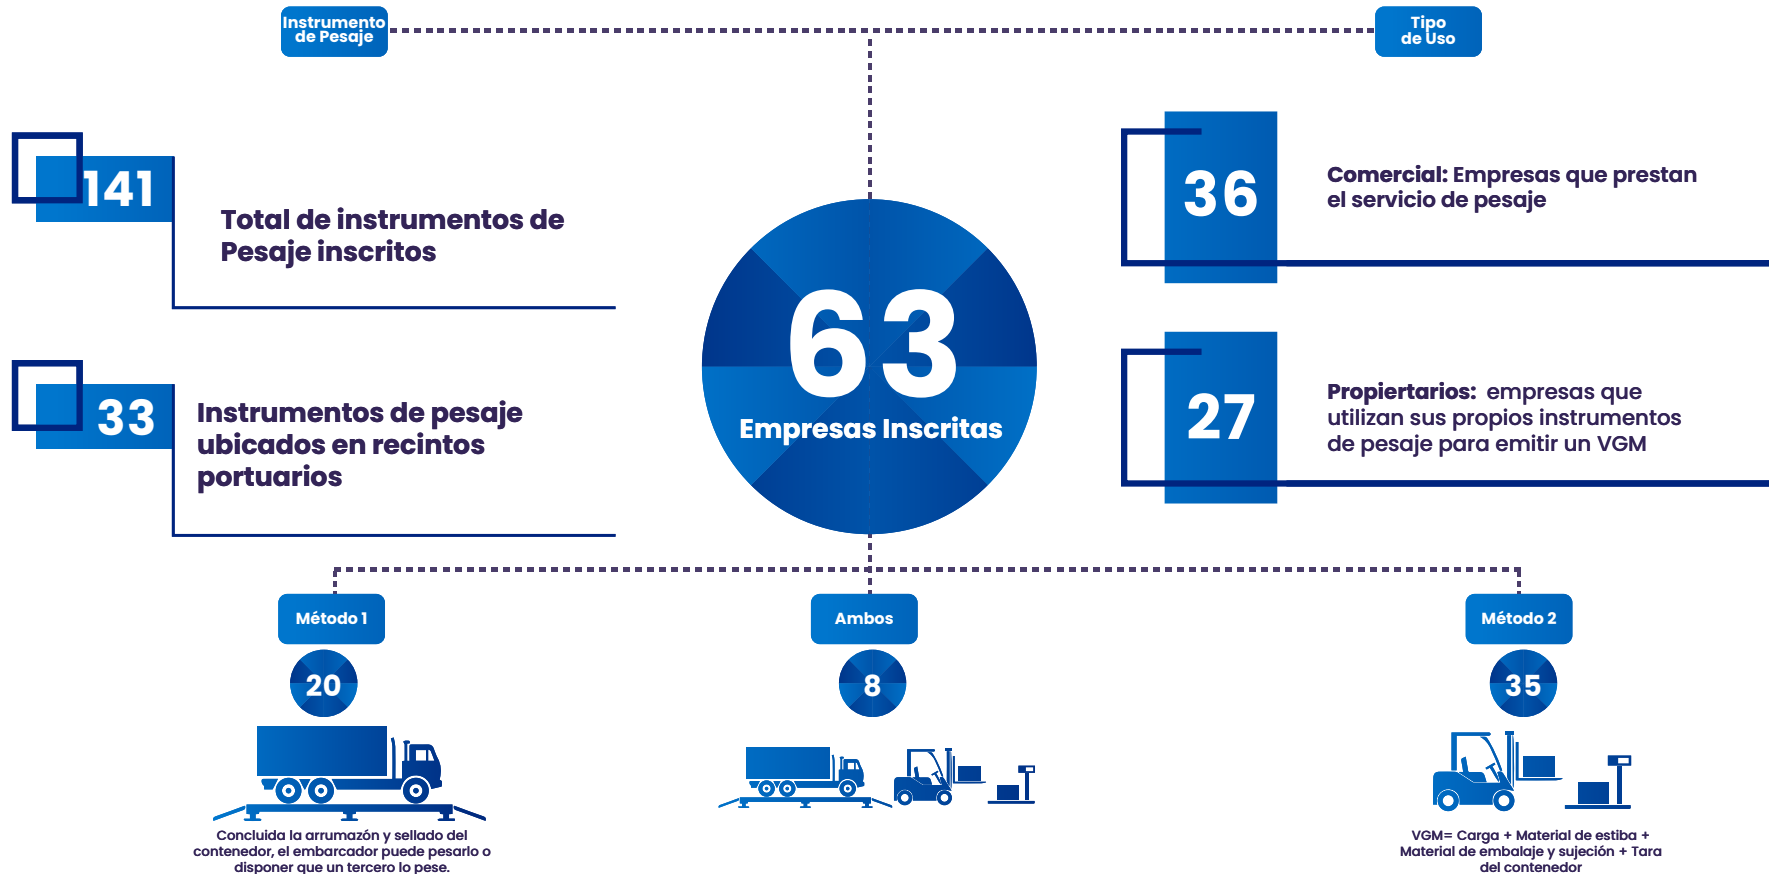 Instrumento
de Pesaje
Tipo
de Uso
141
Total de instrumentos de
Pesaje inscritos
33
Instrumentos de pesaje
ubicados en recintos
portuarios
63
Empresas Inscritas
36
Comercial: Empresas que prestan
el servicio de pesaje
27
Propiertarios: empresas que
utilizan sus propios instrumentos
de pesaje para emitir un VGM
Método 1
20
Concluida la arrumazón y sellado del
contenedor, el embarcador puede pesarlo o
disponer que un tercero lo pese.
Ambos
8
Método 2
35
VGM= Carga + Material de estiba +
Material de embalaje y sujeción + Tara
del contenedor